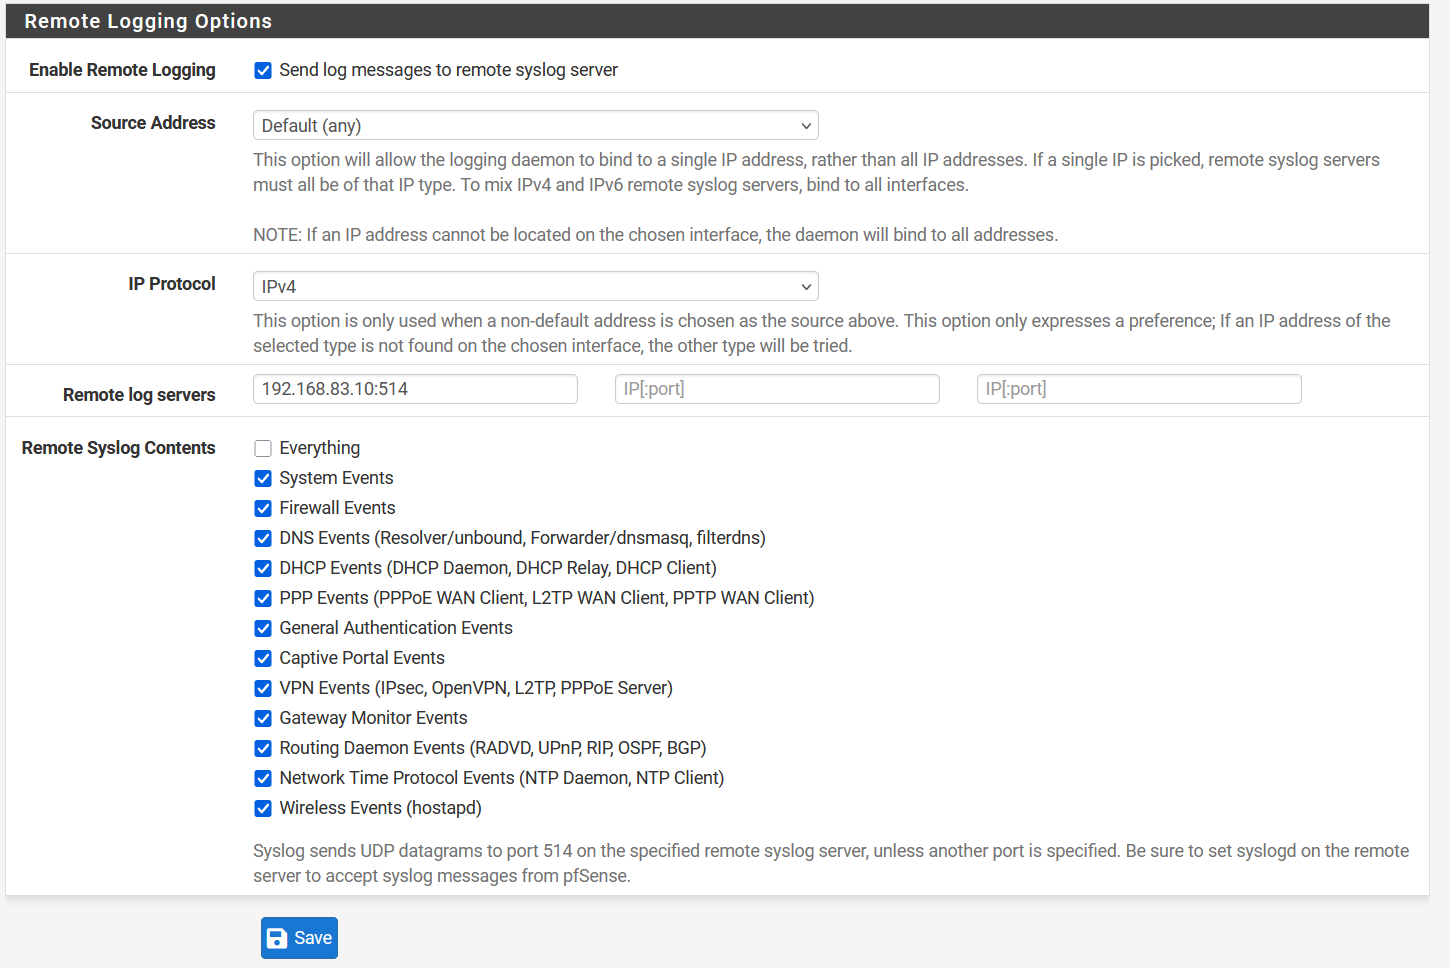 Remote Logging Options
Enable Remote Logging
Send log messages to remote syslog server
Source Address
Default (any)
This option will allow the logging daemon to bind to a single IP address, rather than all IP addresses. If a single IP is picked, remote syslog servers
must all be of that IP type. To mix IPv4 and IPv6 remote syslog servers, bind to all interfaces.
NOTE: If an IP address cannot be located on the chosen interface, the daemon will bind to all addresses.
IP Protocol
IPv4
This option is only used when a non-default address is chosen as the source above. This option only expresses a preference; If an IP address of the
selected type is not found on the chosen interface, the other type will be tried.
Remote log servers
192.168.83.10:514
IP[:port]
IP[:port]
Remote Syslog Contents
Everything
System Events
Firewall Events
DNS Events (Resolver/unbound, Forwarder/dnsmasq, filterdns)
DHCP Events (DHCP Daemon, DHCP Relay, DHCP Client)
PPP Events (PPPoE WAN Client, L2TP WAN Client, PPTP WAN Client)
General Authentication Events
Captive Portal Events
VPN Events (IPsec, OpenVPN, L2TP, PPPoE Server)
Gateway Monitor Events
Routing Daemon Events (RADVD, UPnP, RIP, OSPF, BGP)
Network Time Protocol Events (NTP Daemon, NTP Client)
Wireless Events (hostapd)
Syslog sends UDP datagrams to port 514 on the specified remote syslog server, unless another port is specified. Be sure to set syslogd on the remote
server to accept syslog messages from pfSense.
Save